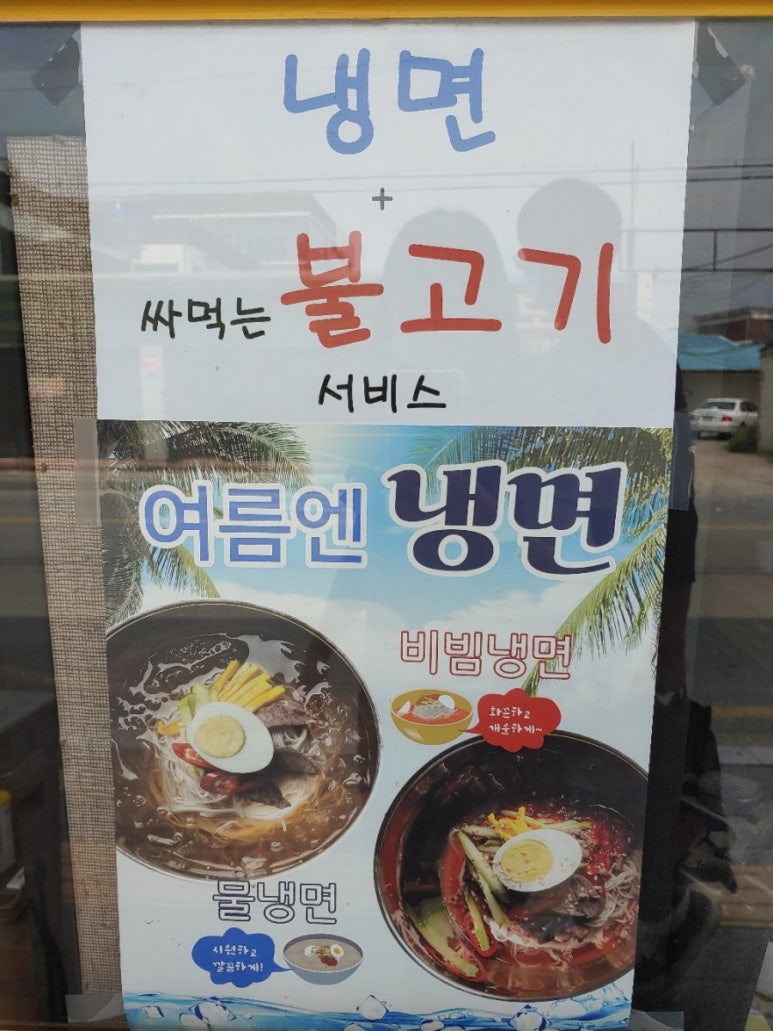 냉면
+
싸먹는 불고기
서비스
여름엔 냉면
비빔냉면
화끈하고
개운하게~
물냉면
시원하고
깔끔하게!